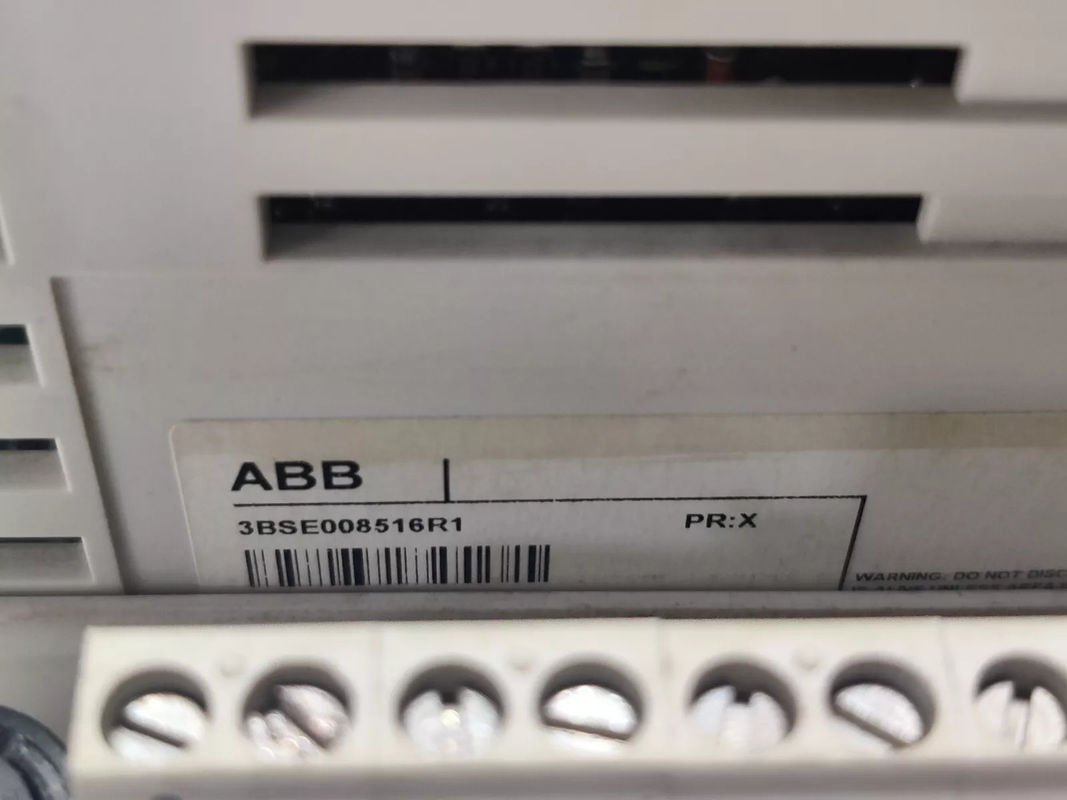 ABB
3BSE008516R1
PR:X
WARNING: DO NOT DISC